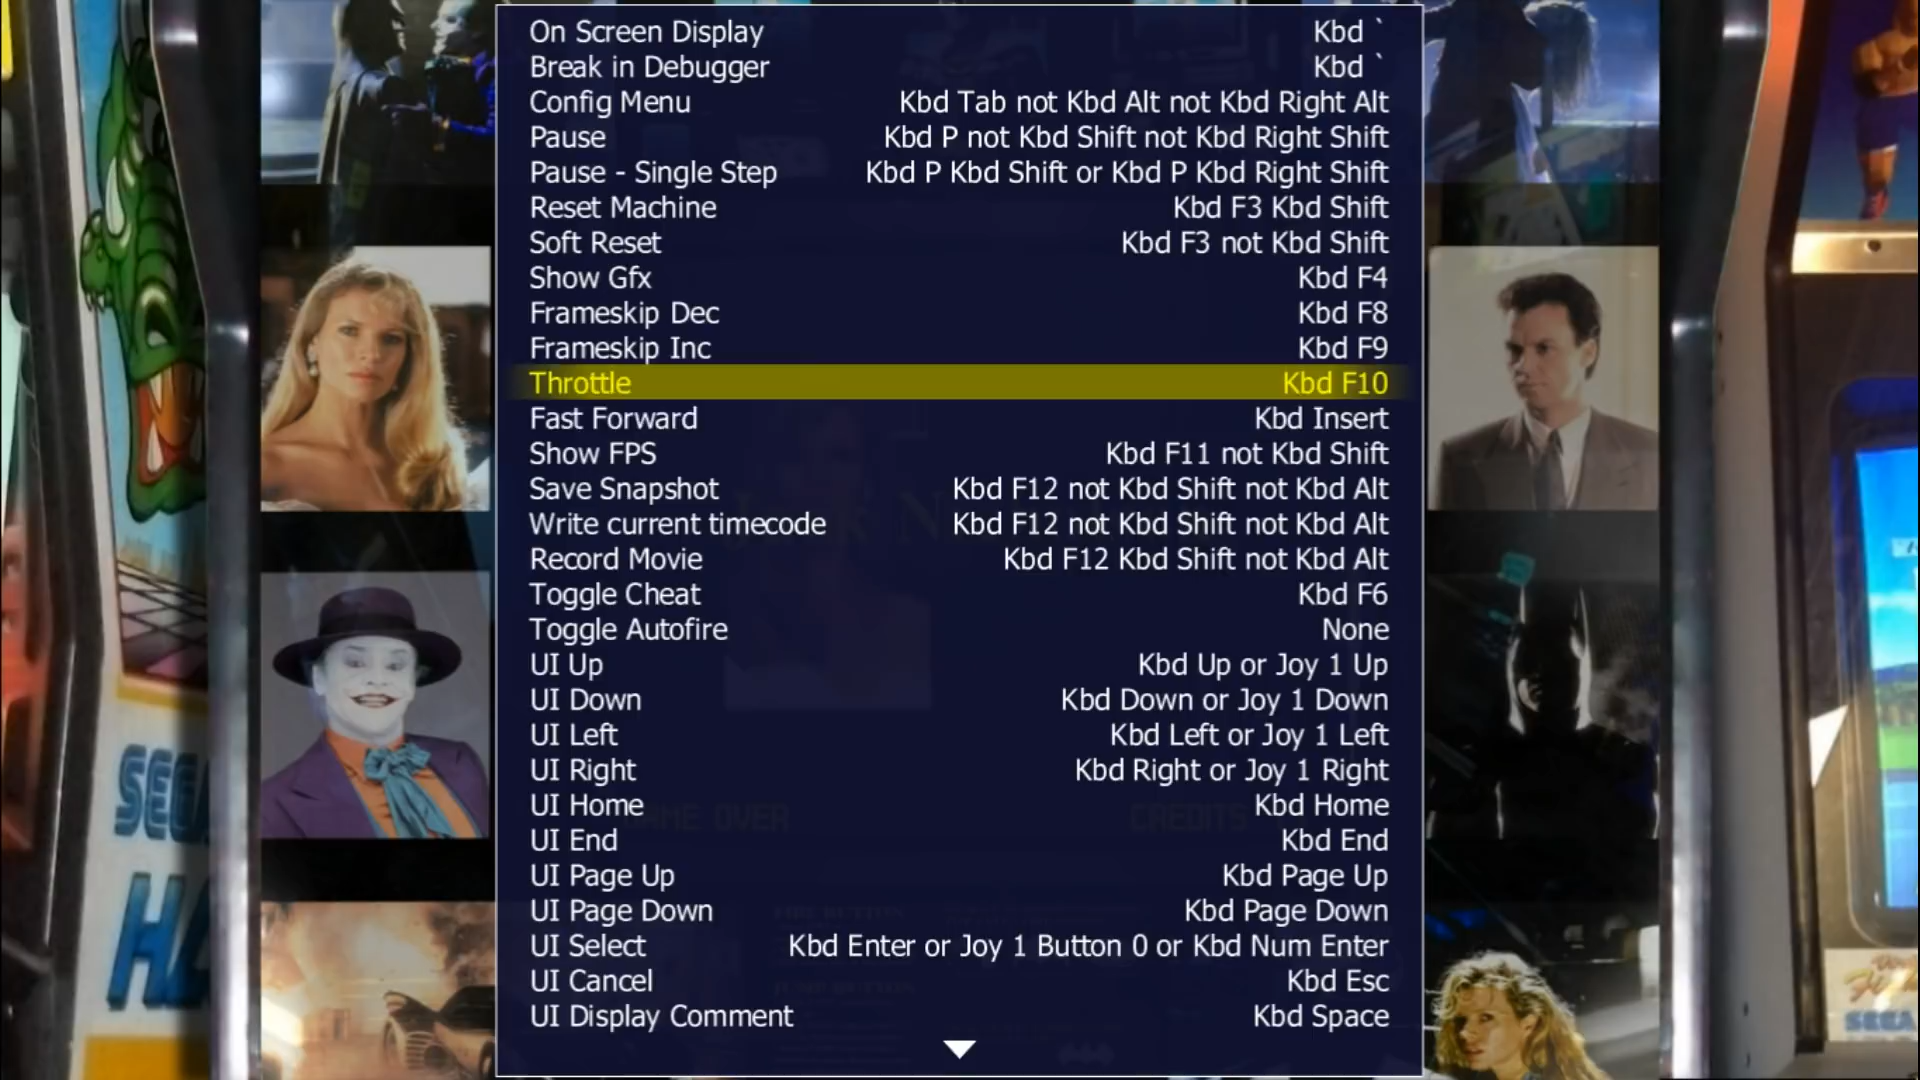 On Screen Display Kbd `
Break in Debugger Kbd `
Config Menu Kbd Tab not Kbd Alt not Kbd Right Alt
Pause Kbd P not Kbd Shift not Kbd Right Shift
Pause - Single Step Kbd P Kbd Shift or Kbd P Kbd Right Shift
Reset Machine Kbd F3 Kbd Shift
Soft Reset Kbd F3 not Kbd Shift
Show Gfx Kbd F4
Frameskip Dec Kbd F8
Frameskip Inc Kbd F9
Throttle Kbd F10
Fast Forward Kbd Insert
Show FPS Kbd F11 not Kbd Shift
Save Snapshot Kbd F12 not Kbd Shift not Kbd Alt
Write current timecode Kbd F12 not Kbd Shift not Kbd Alt
Record Movie Kbd F12 Kbd Shift not Kbd Alt
Toggle Cheat Kbd F6
Toggle Autofire None
UI Up Kbd Up or Joy 1 Up
UI Down Kbd Down or Joy 1 Down
UI Left Kbd Left or Joy 1 Left
UI Right Kbd Right or Joy 1 Right
UI Home Kbd Home
UI End Kbd End
UI Page Up Kbd Page Up
UI Page Down Kbd Page Down
UI Select Kbd Enter or Joy 1 Button 0 or Kbd Num Enter
UI Cancel Kbd Esc
UI Display Comment Kbd Space
GAME OVER CREDITS
SEGA
SEGA